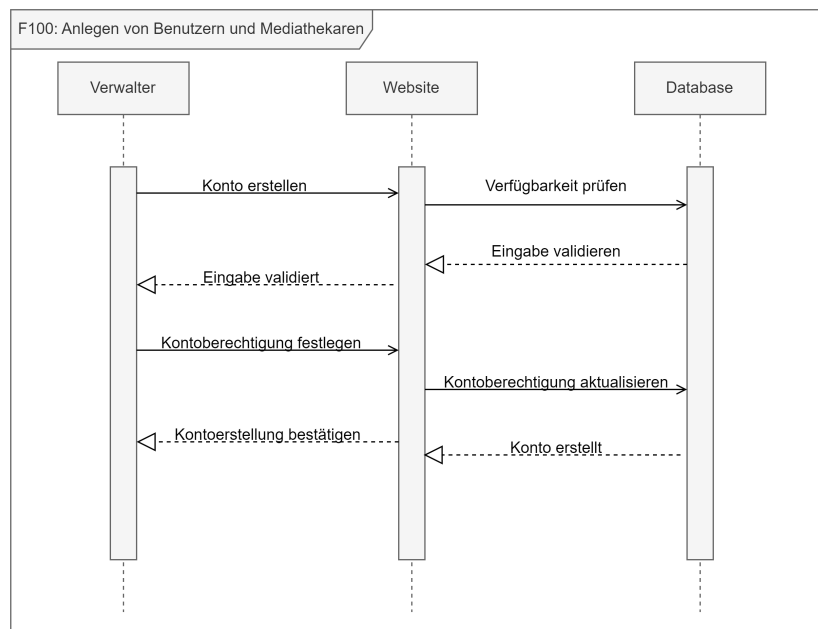 F100: Anlegen von Benutzern und Mediathekaren
Verwalter
Website
Database
Konto erstellen
Verfügbarkeit prüfen
Eingabe validieren
Eingabe validiert
Kontoberechtigung festlegen
Kontoberechtigung aktualisieren
Kontoerstellung bestätigen
Konto erstellt